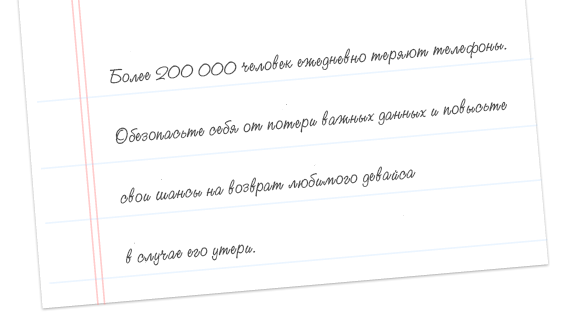 Более 200 000 человек ежедневно теряют телефоны.
Обезопасьте себя от потери важных данных и повысьте
свои шансы на возврат любимого девайса
в случае его утери.